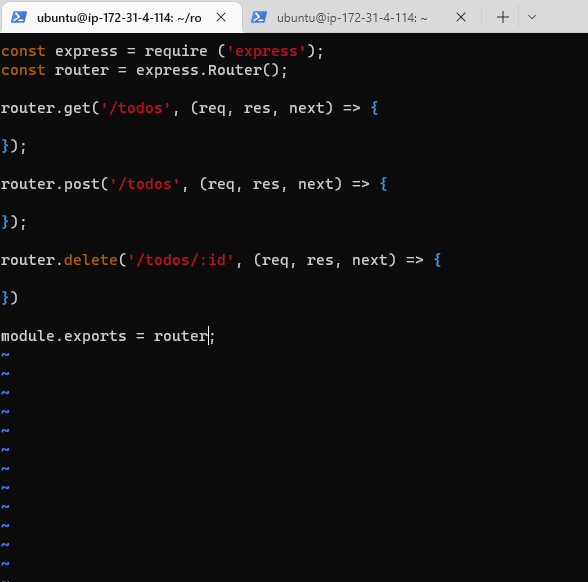 ubuntu@ip-172-31-4-114: ~/ro
ubuntu@ip-172-31-4-114: ~
const express = require ('express');
const router = express.Router();
router.get('/todos', (req, res, next) => {
});
router.post('/todos', (req, res, next) => {
});
router.delete('/todos/:id', (req, res, next) => {
})
module.exports = router;
~
~
~
~
~
~
~
~
~
~
~
~
~